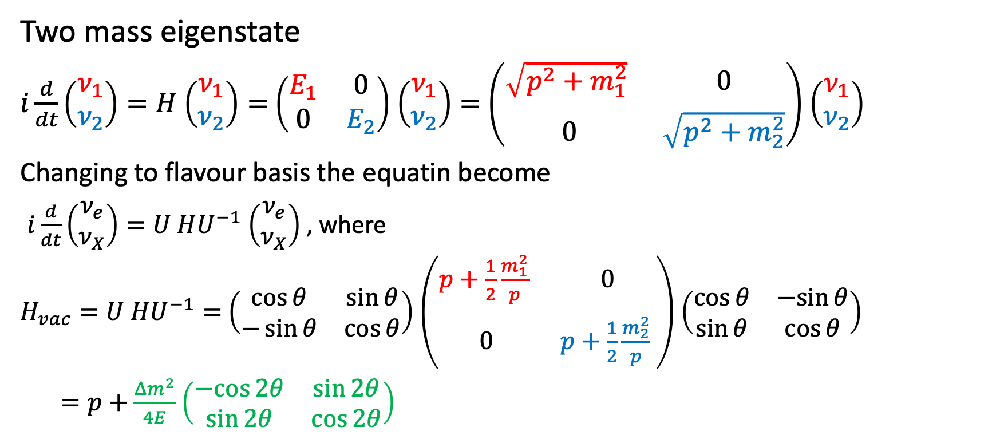 Two mass eigenstate
$i \frac{d}{dt} \begin{pmatrix} \nu_1 \\ \nu_2 \end{pmatrix} = H \begin{pmatrix} \nu_1 \\ \nu_2 \end{pmatrix} = \begin{pmatrix} E_1 & 0 \\ 0 & E_2 \end{pmatrix} \begin{pmatrix} \nu_1 \\ \nu_2 \end{pmatrix} = \begin{pmatrix} \sqrt{p^2 + m_1^2} & 0 \\ 0 & \sqrt{p^2 + m_2^2} \end{pmatrix} \begin{pmatrix} \nu_1 \\ \nu_2 \end{pmatrix}$
Changing to flavour basis the equatin become
$i \frac{d}{dt} \begin{pmatrix} \nu_e \\ \nu_X \end{pmatrix} = U HU^{-1} \begin{pmatrix} \nu_e \\ \nu_X \end{pmatrix}$, where
$H_{vac} = U HU^{-1} = \begin{pmatrix} \cos\theta & \sin\theta \\ -\sin\theta & \cos\theta \end{pmatrix} \begin{pmatrix} p + \frac{1}{2}\frac{m_1^2}{p} & 0 \\ 0 & p + \frac{1}{2}\frac{m_2^2}{p} \end{pmatrix} \begin{pmatrix} \cos\theta & -\sin\theta \\ \sin\theta & \cos\theta \end{pmatrix}$
$= p + \frac{\Delta m^2}{4E} \begin{pmatrix} -\cos 2\theta & \sin 2\theta \\ \sin 2\theta & \cos 2\theta \end{pmatrix}$